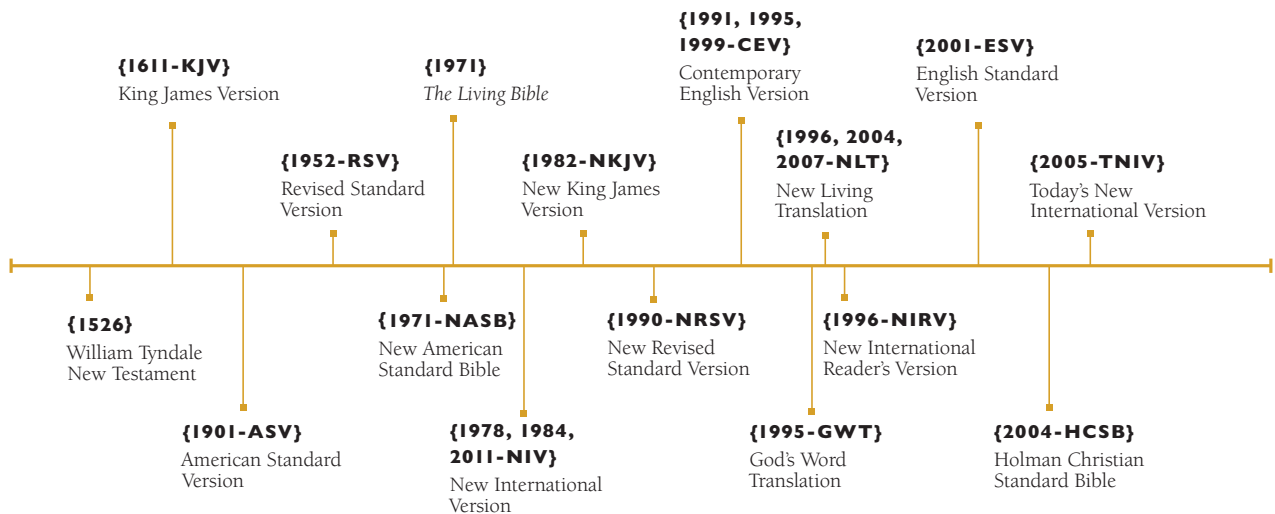 {1991, 1995,
1999-CEV}
Contemporary
English Version
{2001-ESV}
English Standard
Version
{1611-KJV}
King James Version
{1971}
The Living Bible
{1996, 2004,
2007-NLT}
New Living
Translation
{1952-RSV}
Revised Standard
Version
{1982-NKJV}
New King James
Version
{2005-TNIV}
Today's New
International Version
{1526}
William Tyndale
New Testament
{1971-NASB}
New American
Standard Bible
{1990-NRSV}
New Revised
Standard Version
{1996-NIRV}
New International
Reader's Version
{1901-ASV}
American Standard
Version
{1978, 1984,
2011-NIV}
New International
Version
{1995-GWT}
God's Word
Translation
{2004-HCSB}
Holman Christian
Standard Bible